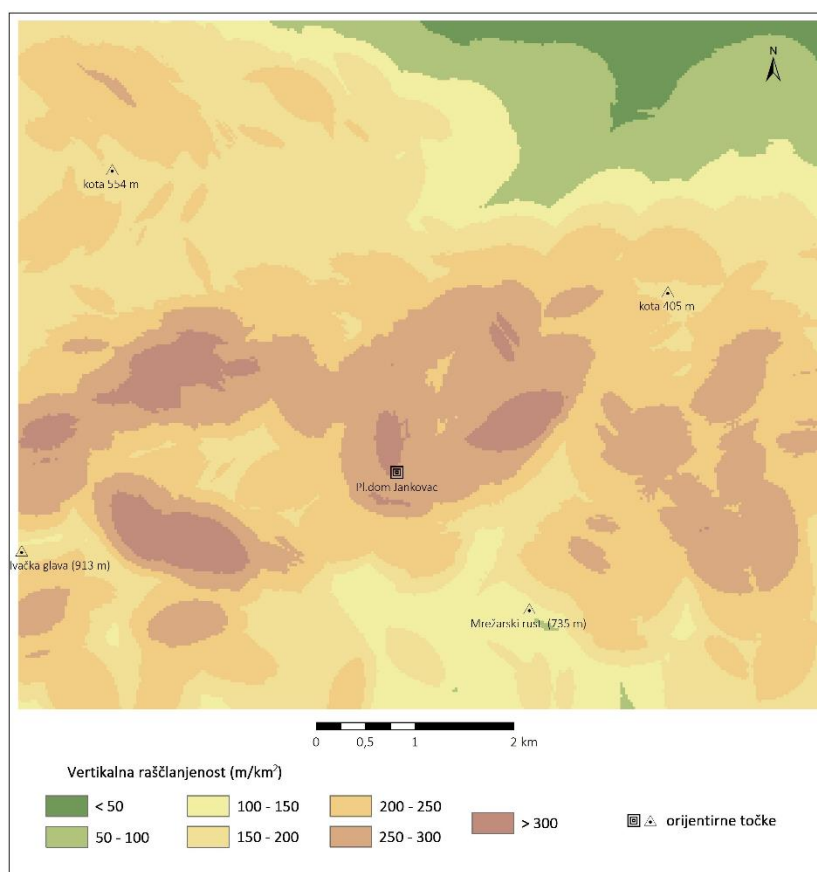 N
kota 554 m
kota 405 m
Pl.dom Jankovac
Ivačka glava (913 m)
Mrežarski rušt. (735 m)
0 0,5 1 2 km
Vertikalna raščlanjenost (m/km²)
< 50 100 - 150 200 - 250 > 300 orijentirne točke
50 - 100 150 - 200 250 - 300